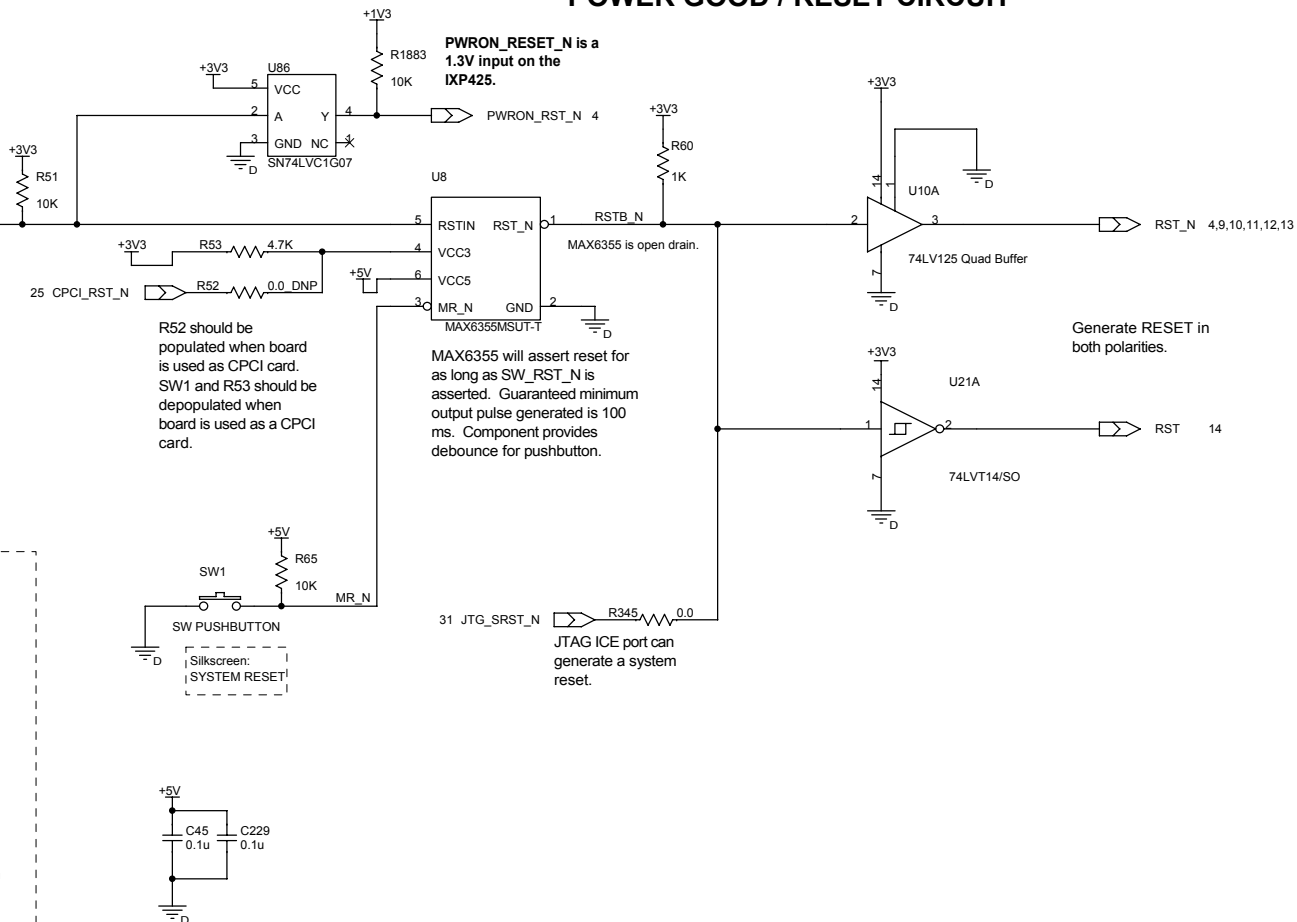 POWER GOOD / RESET CIRCUIT
+1V3
R1883
10K
PWRON_RESET_N is a
1.3V input on the
IXP425.
+3V3
U86
5 VCC
2 A Y 4
3 GND NC 1
SN74LVC1G07
D
PWRON_RST_N 4
+3V3
R51
10K
+3V3
R60
1K
U8
5 RSTIN RST_N 1
4 VCC3
6 VCC5
3 MR_N GND 2
MAX6355MSUT-T
D
RSTB_N
MAX6355 is open drain.
+3V3
R53 4.7K
+5V
25 CPCI_RST_N
R52 0.0_DNP
R52 should be
populated when board
is used as CPCI card.
SW1 and R53 should be
depopulated when
board is used as a CPCI
card.
MAX6355 will assert reset for
as long as SW_RST_N is
asserted. Guaranteed minimum
output pulse generated is 100
ms. Component provides
debounce for pushbutton.
+3V3
14
1
D
U10A
2 3
7
D
74LV125 Quad Buffer
RST_N 4,9,10,11,12,13
Generate RESET in
both polarities.
+3V3
14
U21A
1 2
7
D
74LVT14/SO
RST 14
+5V
R65
10K
SW1
MR_N
SW PUSHBUTTON
D
Silkscreen:
SYSTEM RESET
31 JTG_SRST_N
R345 0.0
JTAG ICE port can
generate a system
reset.
+5V
C45
0.1u
C229
0.1u
D